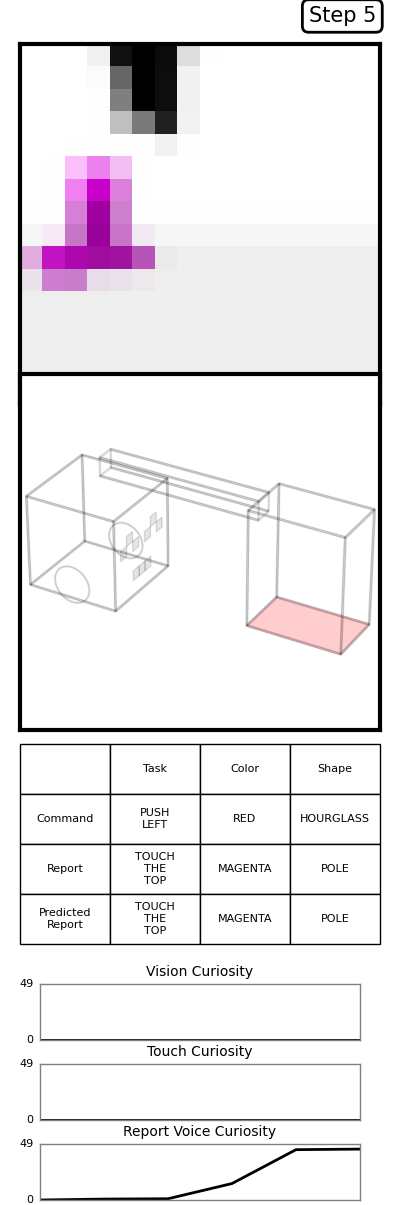 Step 5
Task Color Shape
Command PUSH LEFT RED HOURGLASS
Report TOUCH THE TOP MAGENTA POLE
Predicted Report TOUCH THE TOP MAGENTA POLE
Vision Curiosity
49
0
Touch Curiosity
49
0
Report Voice Curiosity
49
0